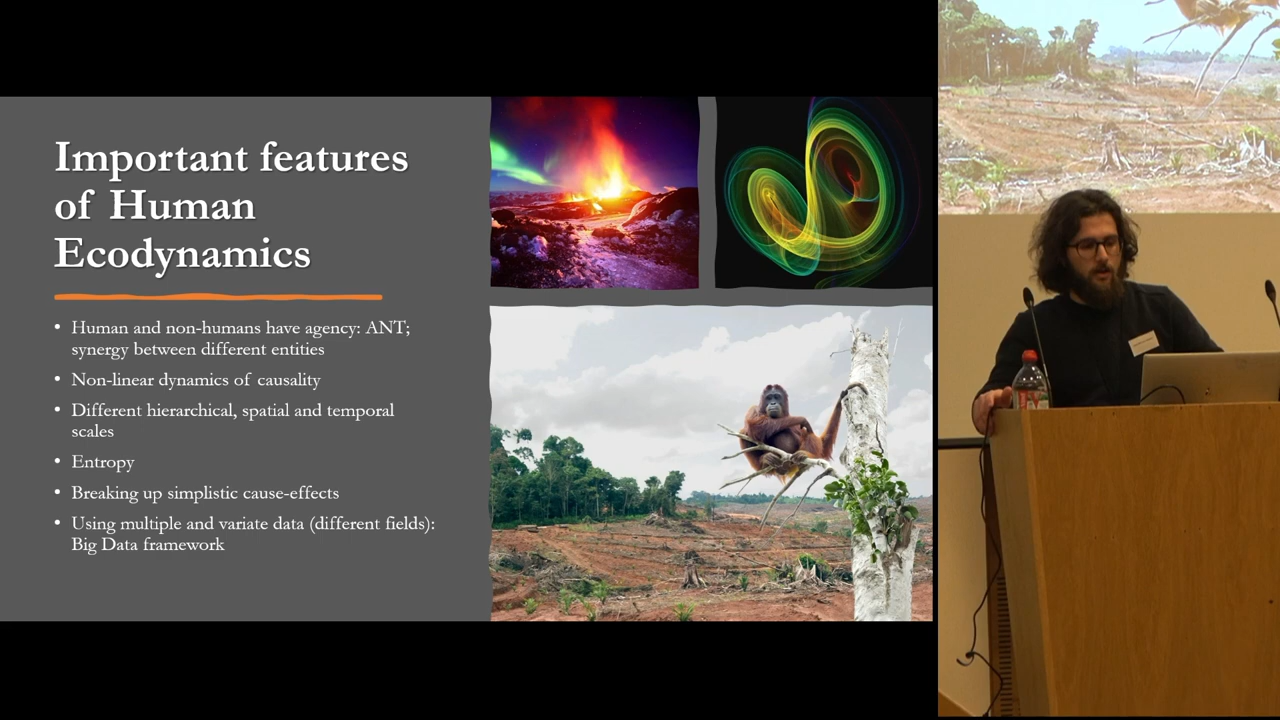 Important features
of Human
Ecodynamics
• Human and non-humans have agency: ANT;
synergy between different entities
• Non-linear dynamics of causality
• Different hierarchical, spatial and temporal
scales
• Entropy
• Breaking up simplistic cause-effects
• Using multiple and variate data (different fields):
Big Data framework